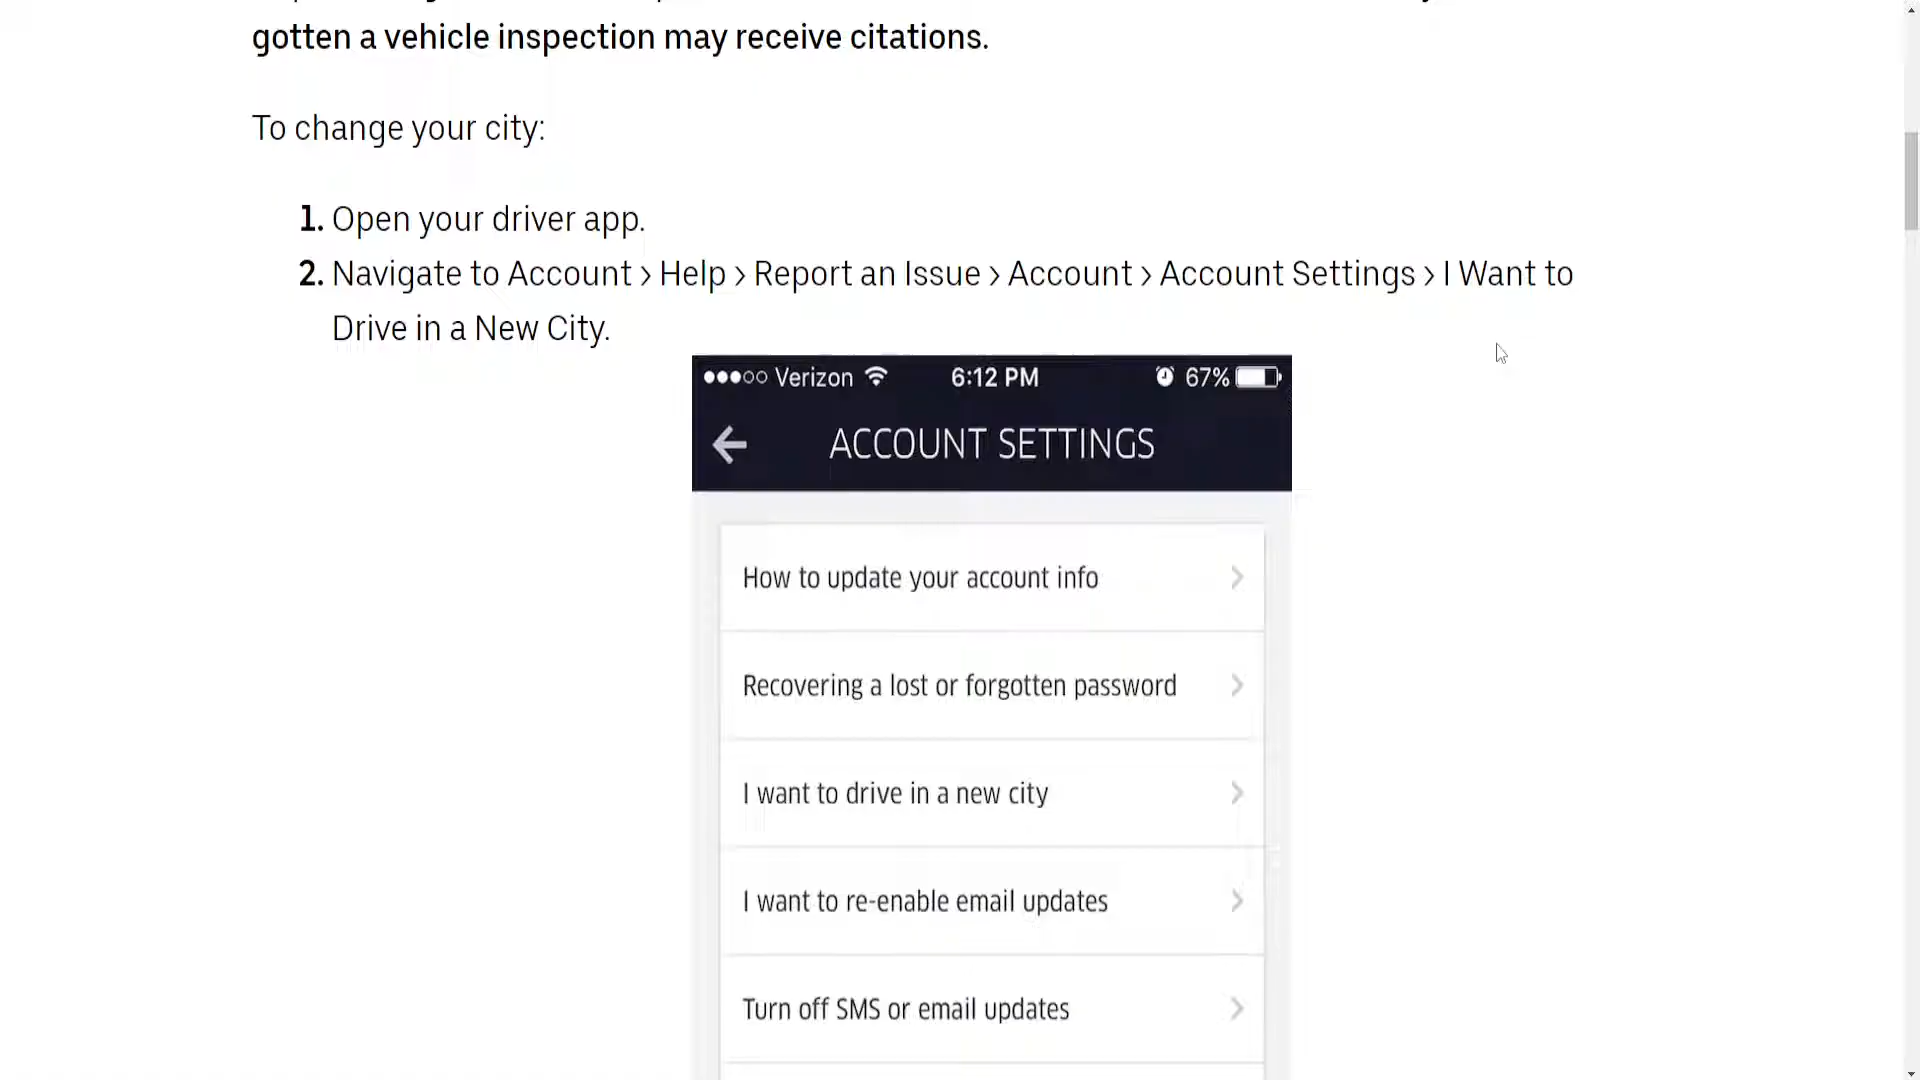 gotten a vehicle inspection may receive citations.
To change your city:
1. Open your driver app.
2. Navigate to Account › Help › Report an Issue › Account › Account Settings › I Want to
Drive in a New City.
Verizon 6:12 PM 67%
ACCOUNT SETTINGS
How to update your account info
Recovering a lost or forgotten password
I want to drive in a new city
I want to re-enable email updates
Turn off SMS or email updates